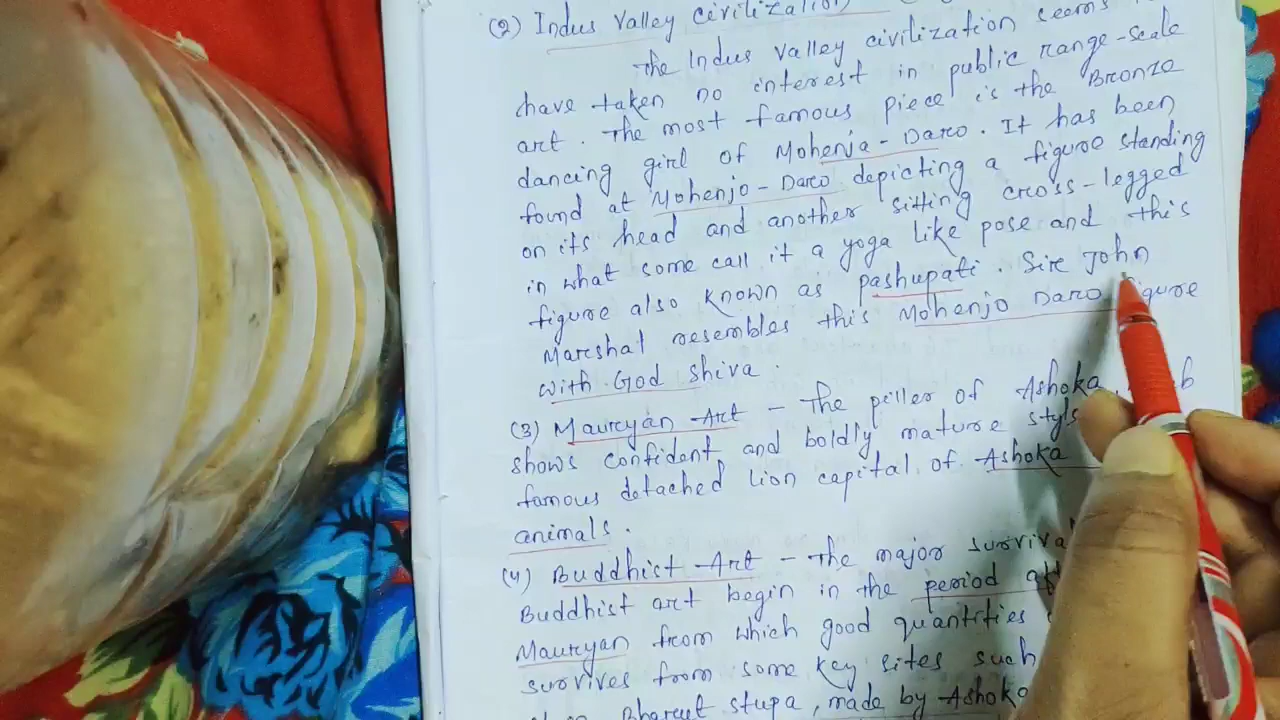 (2) Indus Valley Civilization
The Indus Valley civilization seems
have taken no interest in public range-scale
art. The most famous piece is the Bronze
dancing girl of Mohenja-Daro. It has been
found at Mohenjo-Daro depicting a figure standing
on its head and another sitting cross-legged
in what some call it a yoga like pose and this
figure also known as pashupati. Sir John
Marshal resembles this Mohenjo Daro figure
with God Shiva.
(3) Mauryan Art - The piller of Ashoka
shows confident and boldly mature
famous detached lion capital of Ashoka
animals.
(4) Buddhist Art - The major
Buddhist art begin in the period
Mauryan from which good quantities
survives from some key sites such
Bharut stupa, made by Ashoka